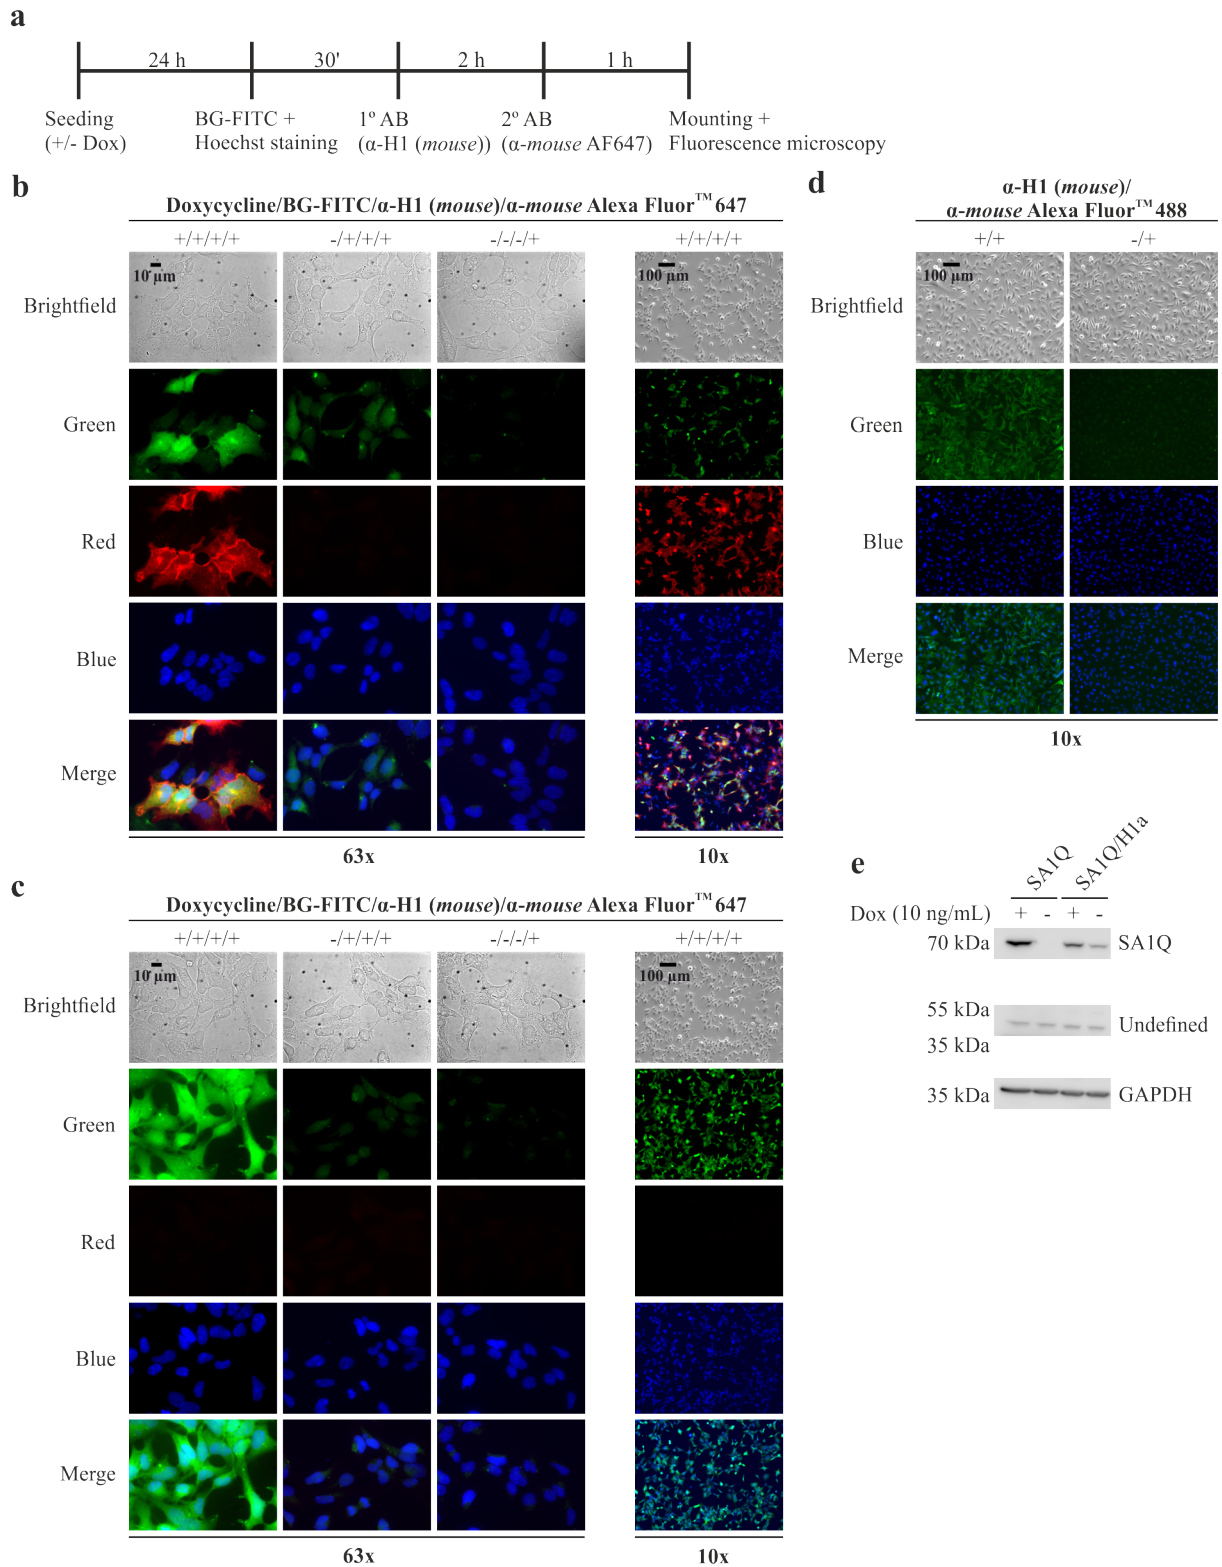 a
24 h
30'
2 h
1 h
Seeding
(+/- Dox)
BG-FITC +
Hoechst staining
1º AB
(α-H1 (mouse))
2º AB
(α-mouse AF647)
Mounting +
Fluorescence microscopy
b
Doxycycline/BG-FITC/α-H1 (mouse)/α-mouse Alexa Fluor™ 647
+/+/+/+
-/+/+/+
-/-/-/+
+/+/+/+
Brightfield
10 µm
100 µm
Green
Red
Blue
Merge
63x
10x
c
Doxycycline/BG-FITC/α-H1 (mouse)/α-mouse Alexa Fluor™ 647
+/+/+/+
-/+/+/+
-/-/-/+
+/+/+/+
Brightfield
10 µm
100 µm
Green
Red
Blue
Merge
63x
10x
d
α-H1 (mouse)/
α-mouse Alexa Fluor™ 488
+/+
-/+
Brightfield
100 µm
Green
Blue
Merge
10x
e
SA1Q
SA1Q/H1a
Dox (10 ng/mL)
+ - + -
70 kDa
SA1Q
55 kDa
Undefined
35 kDa
35 kDa
GAPDH